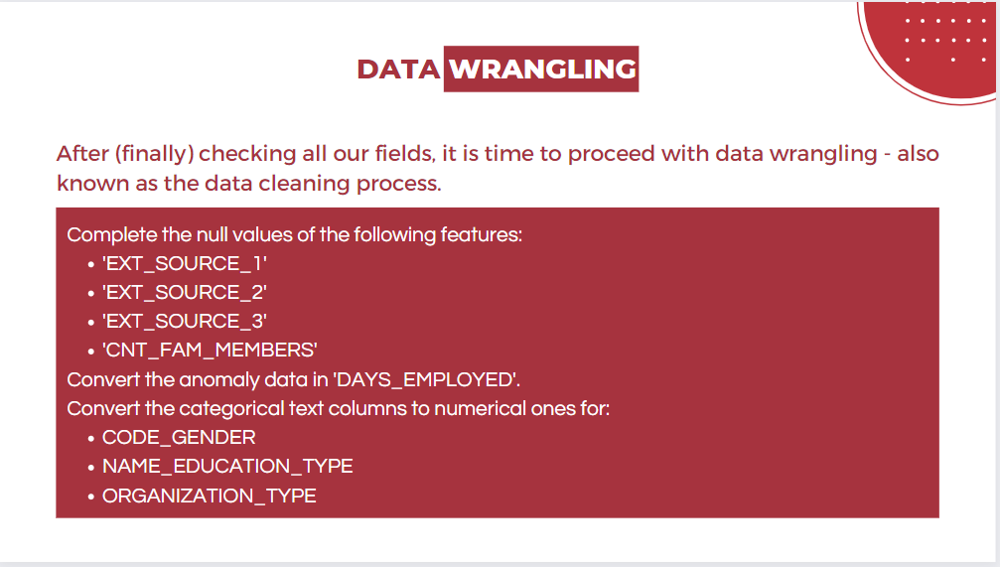 DATA WRANGLING
After (finally) checking all our fields, it is time to proceed with data wrangling - also
known as the data cleaning process.
Complete the null values of the following features:
• 'EXT_SOURCE_1'
• 'EXT_SOURCE_2'
• 'EXT_SOURCE_3'
• 'CNT_FAM_MEMBERS'
Convert the anomaly data in 'DAYS_EMPLOYED'.
Convert the categorical text columns to numerical ones for:
• CODE_GENDER
• NAME_EDUCATION_TYPE
• ORGANIZATION_TYPE